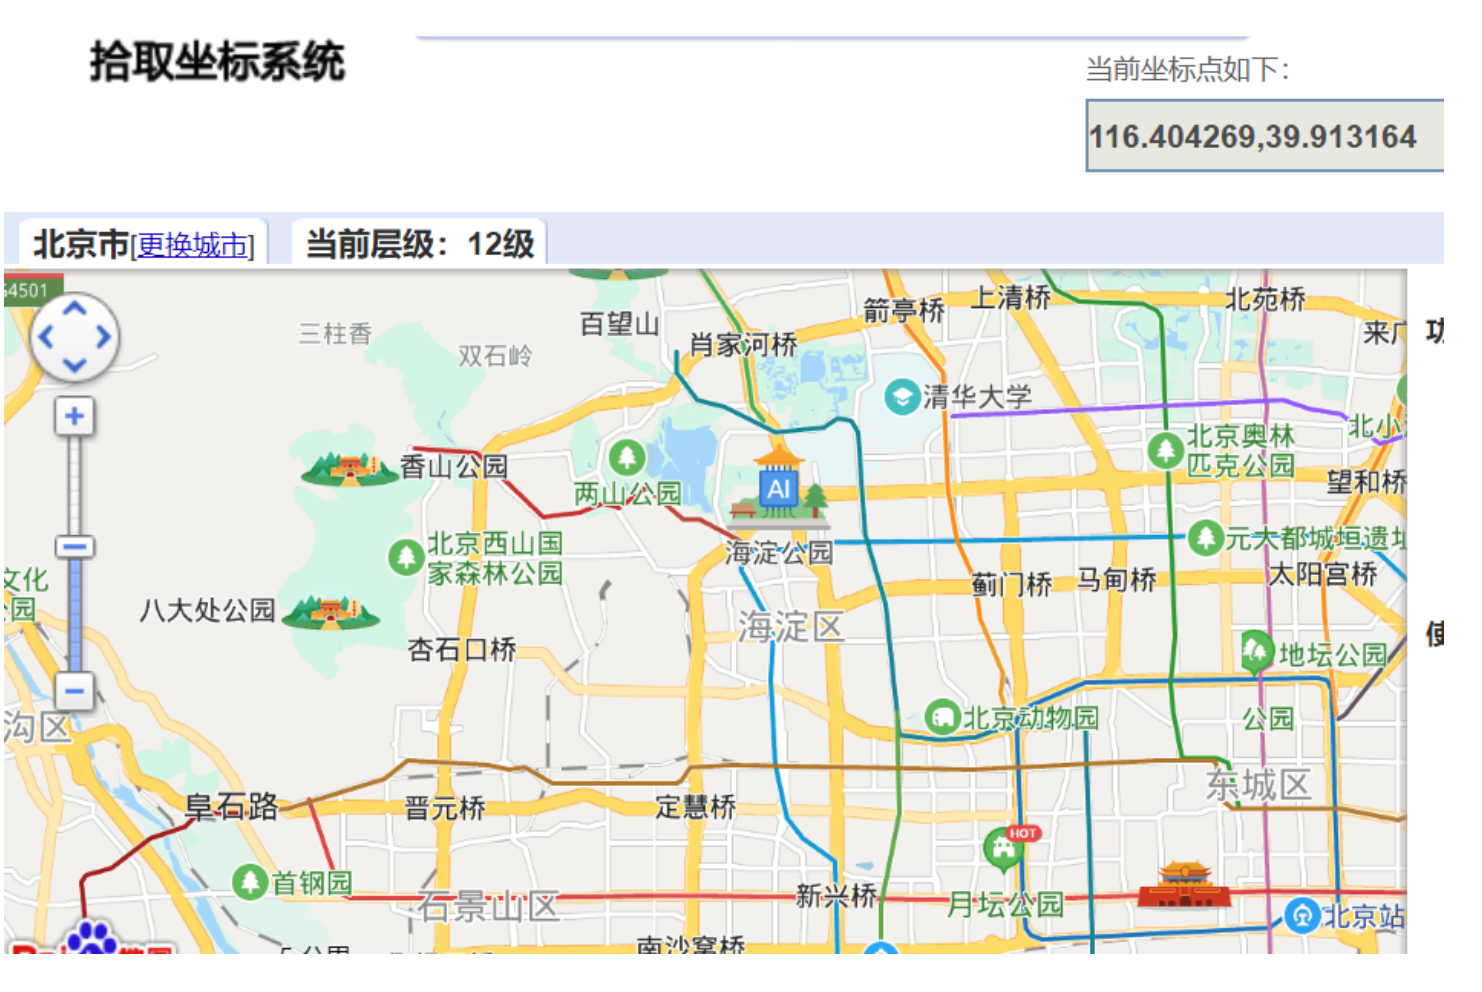 拾取坐标系统
当前坐标点如下：
116.404269,39.913164
北京市[更换城市]
当前层级：12级
三柱香
双石岭
百望山
肖家河桥
箭亭桥
上清桥
北苑桥
清华大学
北京奥林
匹克公园
望和桥
香山公园
两山公园
AI
海淀公园
北京西山国
家森林公园
元大都城垣遗址
蓟门桥
马甸桥
太阳宫桥
文化
八大处公园
海淀区
杏石口桥
地坛公园
北京动物园
公园
东城区
阜石路
晋元桥
定慧桥
HOT
首钢园
石景山区
新兴桥
月坛公园
北京站
南沙窝桥